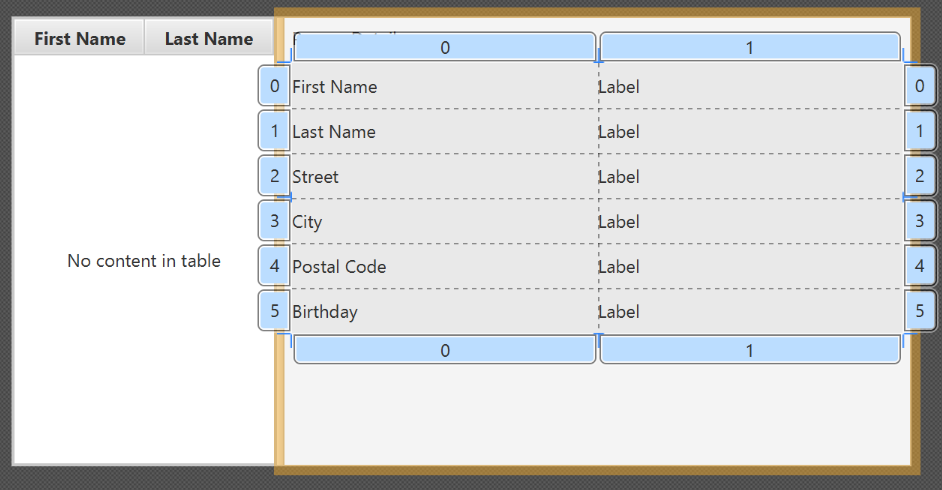 First Name Last Name
0 1
0 First Name Label 0
1 Last Name Label 1
2 Street Label 2
3 City Label 3
4 Postal Code Label 4
No content in table
5 Birthday Label 5
0 1